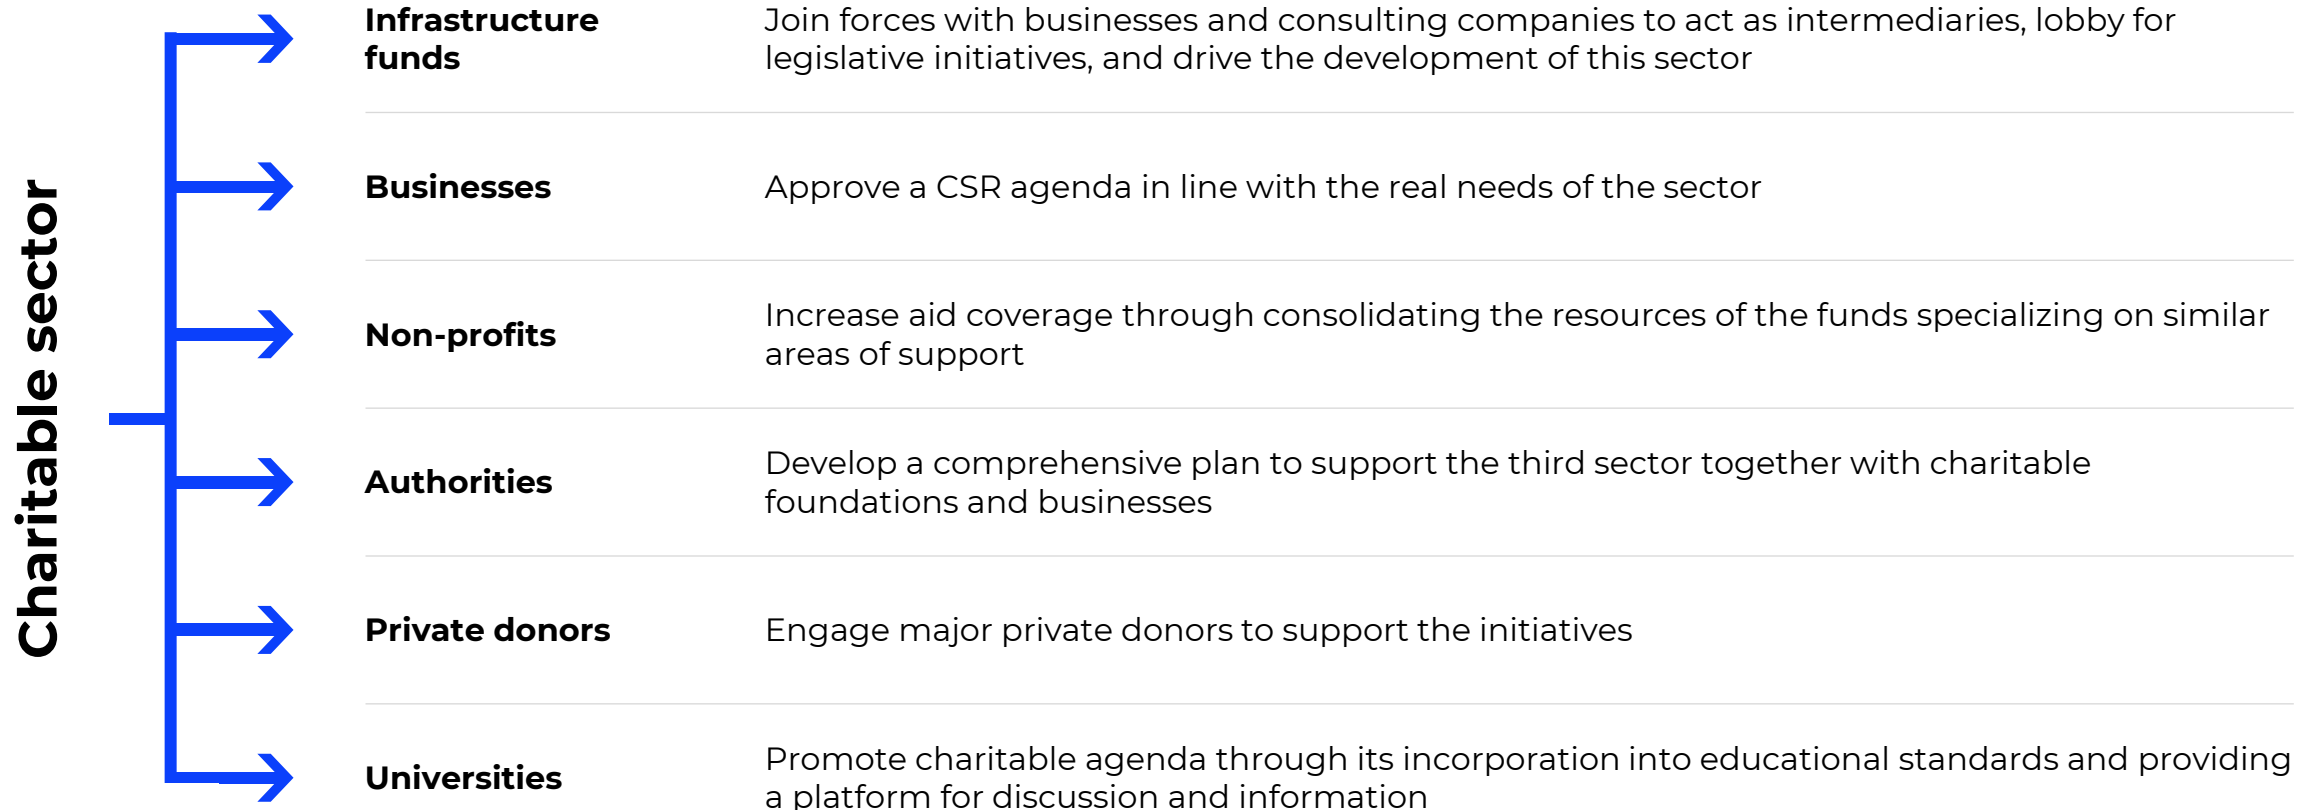 Charitable sector
Infrastructure
funds
Join forces with businesses and consulting companies to act as intermediaries, lobby for
legislative initiatives, and drive the development of this sector
Businesses
Approve a CSR agenda in line with the real needs of the sector
Non-profits
Increase aid coverage through consolidating the resources of the funds specializing on similar
areas of support
Authorities
Develop a comprehensive plan to support the third sector together with charitable
foundations and businesses
Private donors
Engage major private donors to support the initiatives
Universities
Promote charitable agenda through its incorporation into educational standards and providing
a platform for discussion and information